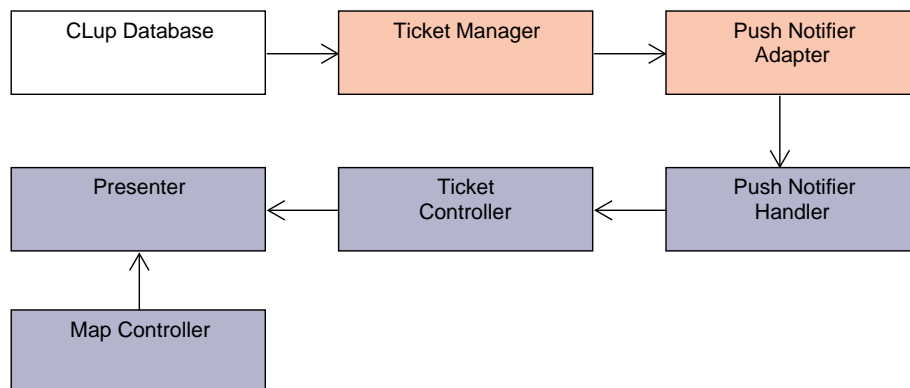 CLup Database
Ticket Manager
Push Notifier
Adapter
Presenter
Ticket
Controller
Push Notifier
Handler
Map Controller